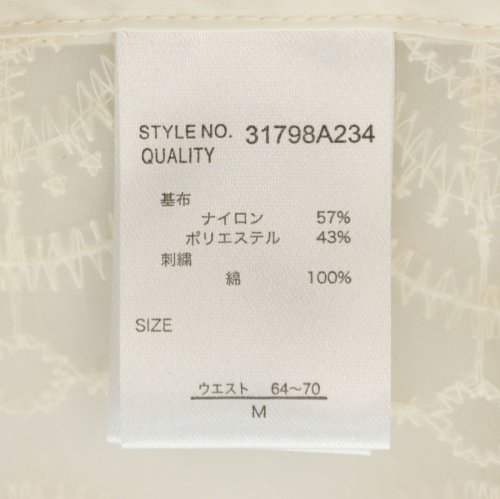 STYLE NO. 31798A234
QUALITY
基布
ナイロン 57%
ポリエステル 43%
刺繍
綿 100%
SIZE
ウエスト 64〜70
M